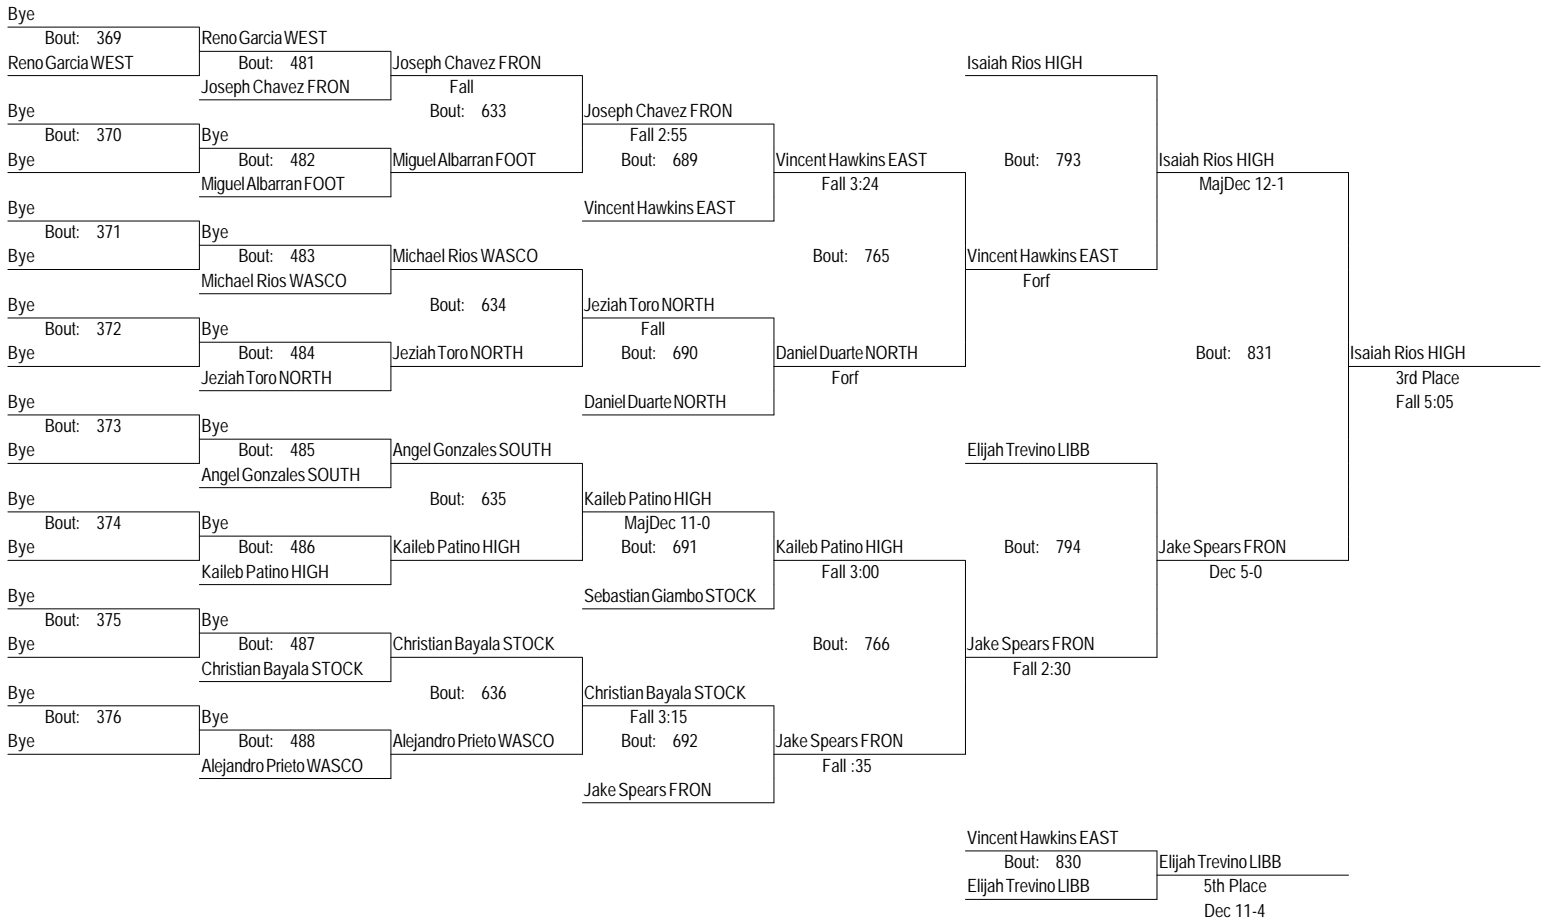 Bye
Bout: 369
Reno Garcia WEST
Reno Garcia WEST
Bout: 481
Joseph Chavez FRON
Joseph Chavez FRON
Fall
Bout: 633
Bye
Bout: 370
Bye
Bye
Bout: 482
Miguel Albarran FOOT
Miguel Albarran FOOT
Joseph Chavez FRON
Fall 2:55
Bout: 689
Vincent Hawkins EAST
Vincent Hawkins EAST
Fall 3:24
Bout: 765
Bye
Bout: 371
Bye
Bye
Bout: 483
Michael Rios WASCO
Michael Rios WASCO
Bout: 634
Bye
Bout: 372
Bye
Bye
Bout: 484
Jeziah Toro NORTH
Jeziah Toro NORTH
Jeziah Toro NORTH
Fall
Bout: 690
Daniel Duarte NORTH
Daniel Duarte NORTH
Forf
Isaiah Rios HIGH
Bout: 793
Vincent Hawkins EAST
Forf
Isaiah Rios HIGH
MajDec 12-1
Bout: 831
Isaiah Rios HIGH
3rd Place
Fall 5:05
Bye
Bout: 373
Bye
Bye
Bout: 485
Angel Gonzales SOUTH
Angel Gonzales SOUTH
Bout: 635
Bye
Bout: 374
Bye
Bye
Bout: 486
Kaileb Patino HIGH
Kaileb Patino HIGH
Kaileb Patino HIGH
MajDec 11-0
Bout: 691
Sebastian Giambo STOCK
Kaileb Patino HIGH
Fall 3:00
Bout: 766
Bye
Bout: 375
Bye
Bye
Bout: 487
Christian Bayala STOCK
Christian Bayala STOCK
Bout: 636
Bye
Bout: 376
Bye
Bye
Bout: 488
Alejandro Prieto WASCO
Alejandro Prieto WASCO
Christian Bayala STOCK
Fall 3:15
Bout: 692
Jake Spears FRON
Jake Spears FRON
Fall :35
Elijah Trevino LIBB
Bout: 794
Jake Spears FRON
Fall 2:30
Jake Spears FRON
Dec 5-0
Vincent Hawkins EAST
Bout: 830
Elijah Trevino LIBB
Elijah Trevino LIBB
5th Place
Dec 11-4